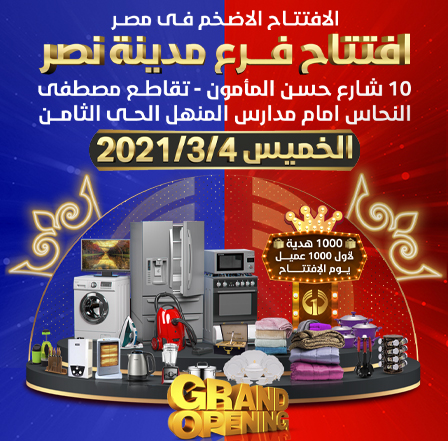 الافتتاح الاضخم فى مصر
افتتاح فرع مدينة نصر
10 شارع حسن المأمون - تقاطع مصطفى
النحاس امام مدارس المنهل الحى الثامن
الخميس 2021/3/4
1000 هدية
لأول 1000 عميل
يوم الإفتتاح
GRAND
OPENING